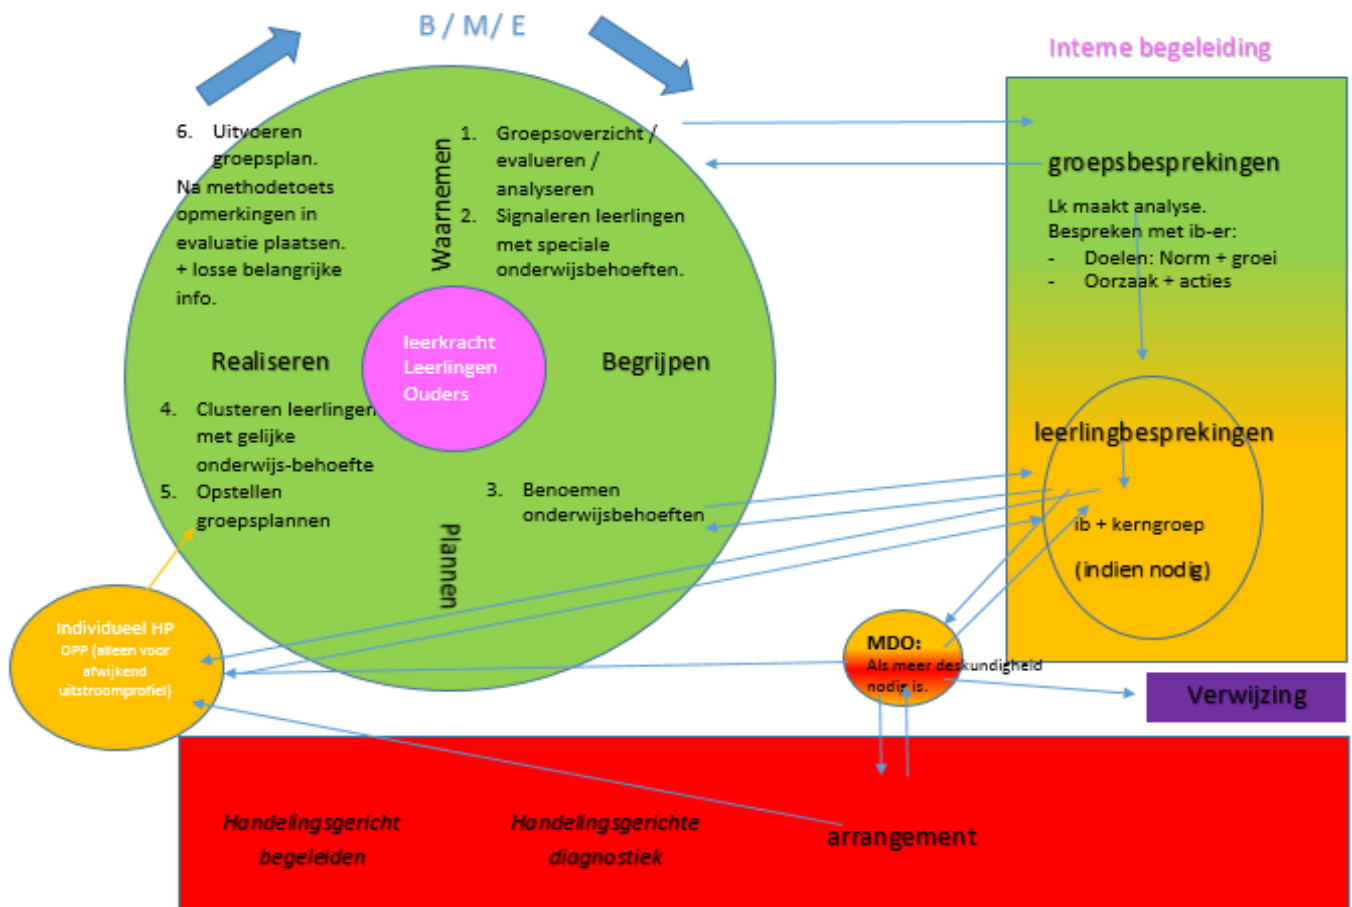 B / M/ E
Interne begeleiding
6. Uitvoeren
groepsplan.
Na methodetoets
opmerkingen in
evaluatie plaatsen.
+ losse belangrijke
info.
Waarnemen
1. Groepsoverzicht /
evalueren /
analyseren
2. Signaleren leerlingen
met speciale
onderwijsbehoeften.
groepsbesprekingen
Lk maakt analyse.
Bespreken met ib-er:
- Doelen: Norm + groei
- Oorzaak + acties
Realiseren
leerkracht
Leerlingen
Ouders
Begrijpen
4. Clusteren leerlingen
met gelijke
onderwijs-behoefte
5. Opstellen
groepsplannen
3. Benoemen
onderwijsbehoeften
Plannen
leerlingbesprekingen
ib + kerngroep
(indien nodig)
Individueel HP
OPP (alleen voor
afwijkend
uitstroomprofiel)
MDO:
Als meer deskundigheid
nodig is.
Verwijzing
Handelingsgericht
begeleiden
Handelingsgerichte
diagnostiek
arrangement